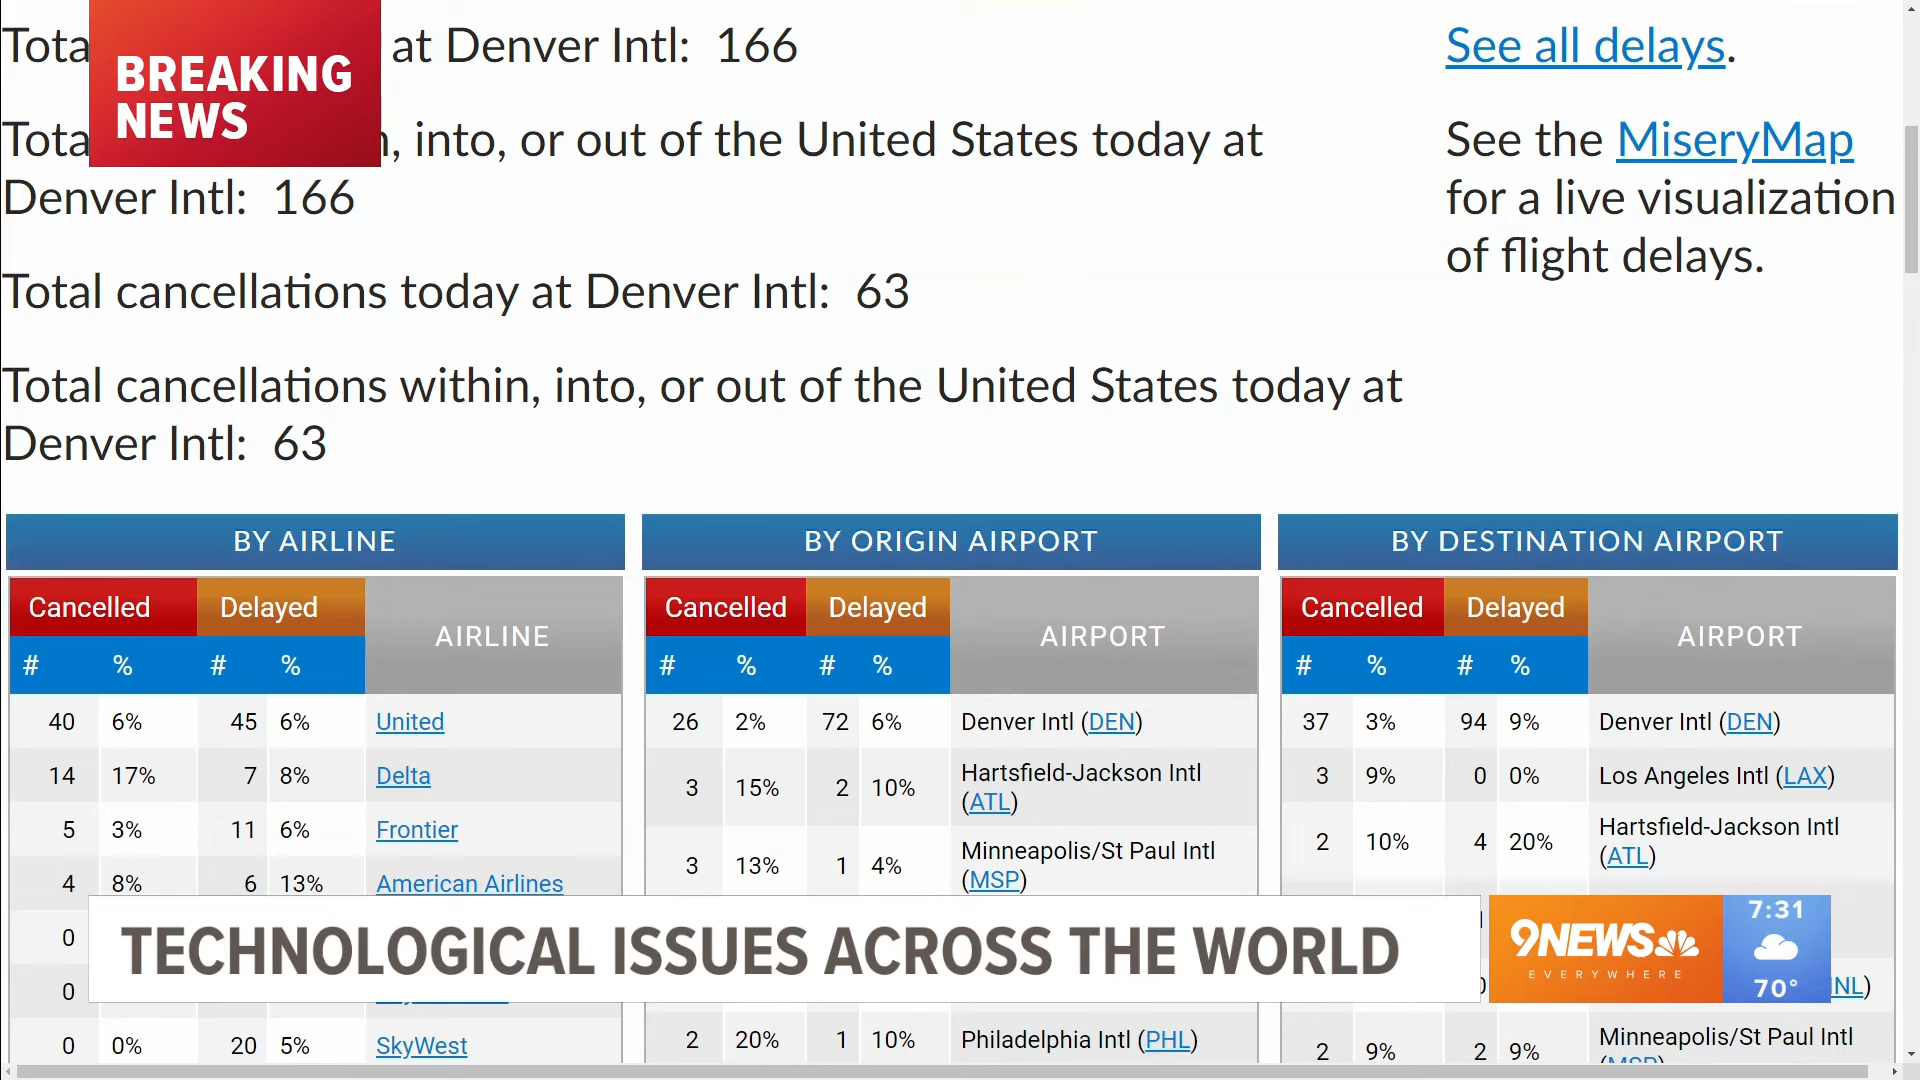 Tota at Denver Intl: 166
See all delays.
BREAKING
NEWS
Tota , into, or out of the United States today at
Denver Intl: 166
See the MiseryMap
for a live visualization
of flight delays.
Total cancellations today at Denver Intl: 63
Total cancellations within, into, or out of the United States today at
Denver Intl: 63
BY AIRLINE
Cancelled Delayed AIRLINE
# % # %
40 6% 45 6% United
14 17% 7 8% Delta
5 3% 11 6% Frontier
4 8% 6 13% American Airlines
0
0
0 0% 20 5% SkyWest
BY ORIGIN AIRPORT
Cancelled Delayed AIRPORT
# % # %
26 2% 72 6% Denver Intl (DEN)
3 15% 2 10% Hartsfield-Jackson Intl
(ATL)
3 13% 1 4% Minneapolis/St Paul Intl
(MSP)
2 20% 1 10% Philadelphia Intl (PHL)
BY DESTINATION AIRPORT
Cancelled Delayed AIRPORT
# % # %
37 3% 94 9% Denver Intl (DEN)
3 9% 0 0% Los Angeles Intl (LAX)
2 10% 4 20% Hartsfield-Jackson Intl
(ATL)
NL)
2 9% 2 9% Minneapolis/St Paul Intl
TECHNOLOGICAL ISSUES ACROSS THE WORLD
9NEWS
EVERYWHERE
7:31
70°